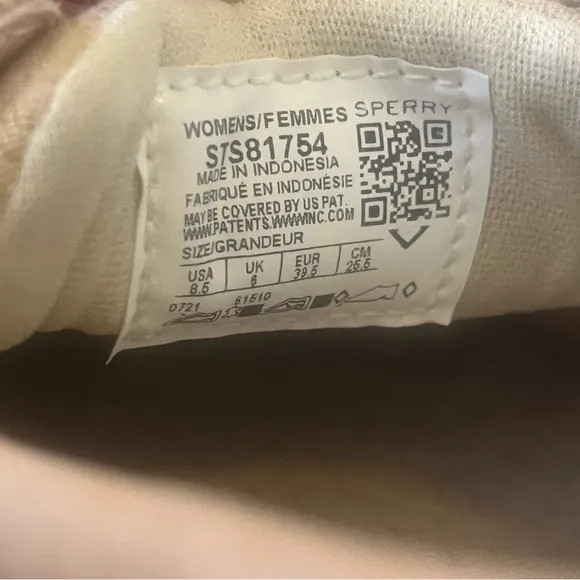 WOMENS/FEMMES SPERRY
S7S81754
MADE IN INDONESIA
FABRIQUÉ EN INDONÉSIE
MAY BE COVERED BY US PAT.
WWW.PATENTS.WWWINC.COM
SIZE/GRANDEUR
USA UK EUR CM
8.5 6 39.5 25.5
0721 61510